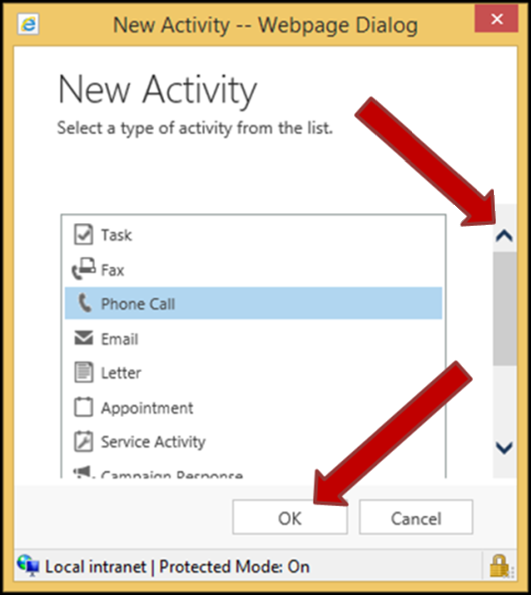 New Activity -- Webpage Dialog
New Activity
Select a type of activity from the list.
Task
Fax
Phone Call
Email
Letter
Appointment
Service Activity
Campaign Response
OK Cancel
Local intranet | Protected Mode: On